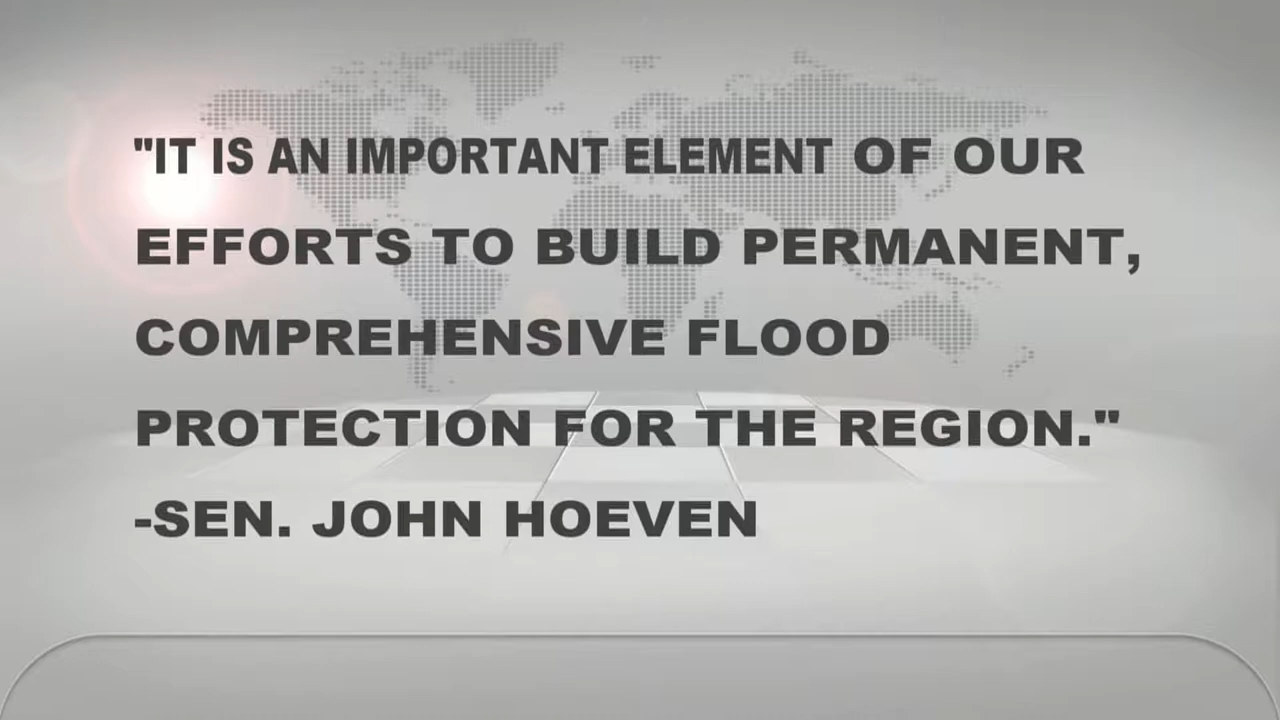 "IT IS AN IMPORTANT ELEMENT OF OUR
EFFORTS TO BUILD PERMANENT,
COMPREHENSIVE FLOOD
PROTECTION FOR THE REGION."
-SEN. JOHN HOEVEN